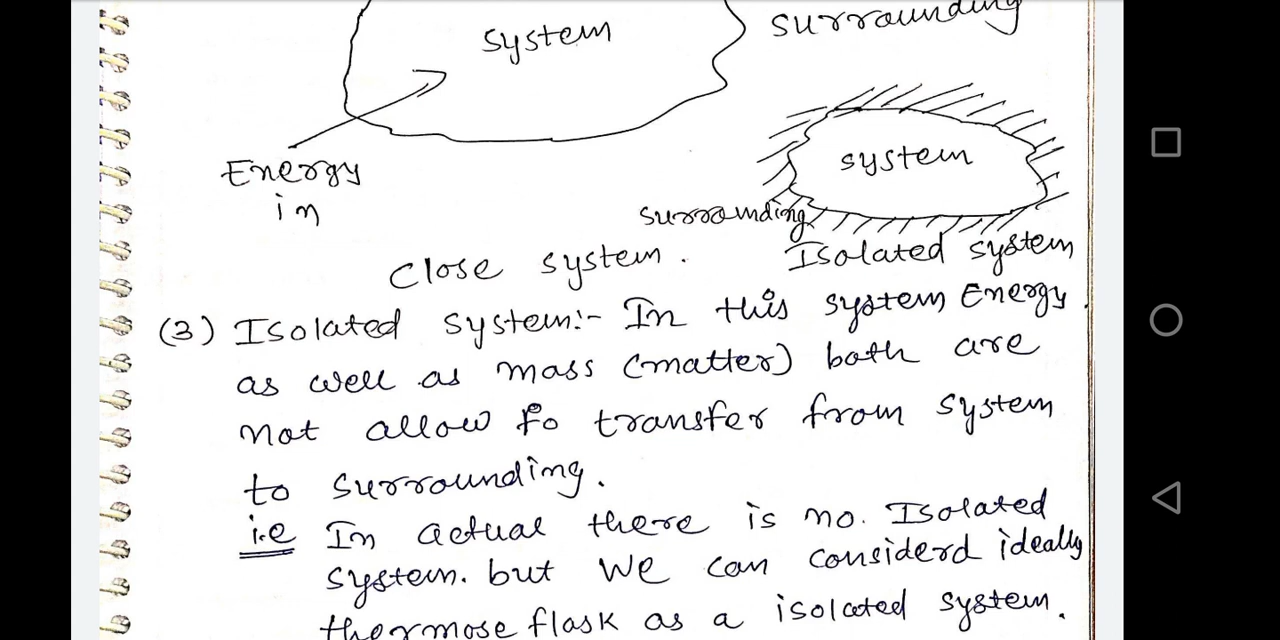 system
surrounding
Energy
in
system
surrounding
Close system.
Isolated system
(3) Isolated system:- In this system Energy
as well as mass (matter) both are
not allow to transfer from system
to surrounding.
i.e In actual there is no. Isolated
system. but we can considerd ideally
thermose flask as a isolated system.